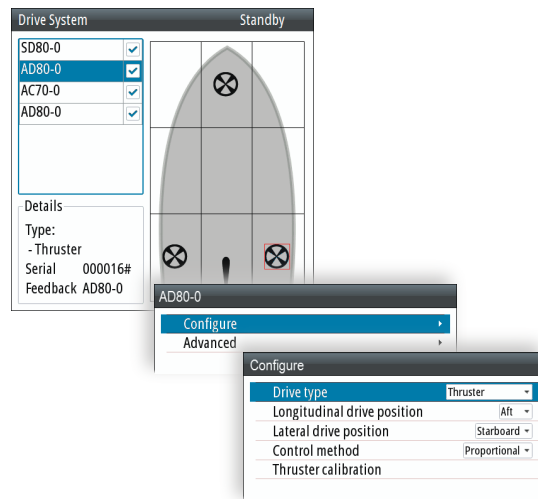 Drive System Standby
SD80-0
AD80-0
AC70-0
AD80-0
Details
Type:
- Thruster
Serial 000016#
Feedback AD80-0
AD80-0
Configure
Advanced
Configure
Drive type Thruster
Longitudinal drive position Aft
Lateral drive position Starboard
Control method Proportional
Thruster calibration